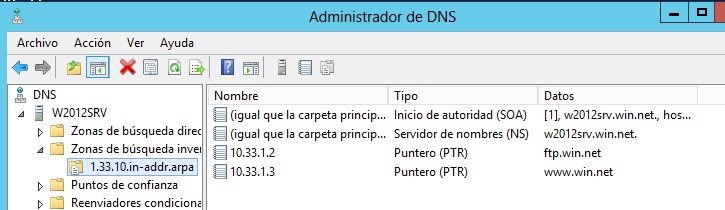 Administrador de DNS
Archivo Acción Ver Ayuda
DNS
W2012SRV
Zonas de búsqueda direc
Zonas de búsqueda inver
1.33.10.in-addr.arpa
Puntos de confianza
Reenviadores condiciona
Nombre Tipo Datos
(igual que la carpeta princip... Inicio de autoridad (SOA) [1], w2012srv.win.net., hos...
(igual que la carpeta princip... Servidor de nombres (NS) w2012srv.win.net.
10.33.1.2 Puntero (PTR) ftp.win.net
10.33.1.3 Puntero (PTR) www.win.net